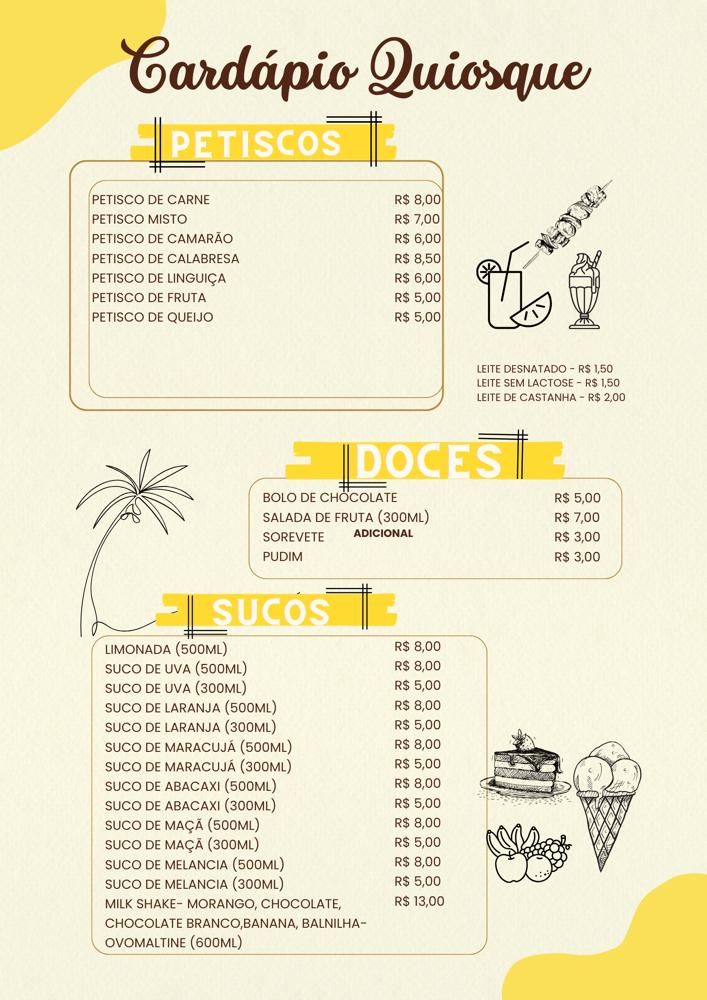 Cardápio Quiosque
PETISCOS
PETISCO DE CARNE R$ 8,00
PETISCO MISTO R$ 7,00
PETISCO DE CAMARÃO R$ 6,00
PETISCO DE CALABRESA R$ 8,50
PETISCO DE LINGUIÇA R$ 6,00
PETISCO DE FRUTA R$ 5,00
PETISCO DE QUEIJO R$ 5,00
LEITE DESNATADO - R$ 1,50
LEITE SEM LACTOSE - R$ 1,50
LEITE DE CASTANHA - R$ 2,00
DOCES
BOLO DE CHOCOLATE R$ 5,00
SALADA DE FRUTA (300ML) R$ 7,00
SOREVETE ADICIONAL R$ 3,00
PUDIM R$ 3,00
SUCOS
LIMONADA (500ML) R$ 8,00
SUCO DE UVA (500ML) R$ 8,00
SUCO DE UVA (300ML) R$ 5,00
SUCO DE LARANJA (500ML) R$ 8,00
SUCO DE LARANJA (300ML) R$ 5,00
SUCO DE MARACUJÁ (500ML) R$ 8,00
SUCO DE MARACUJÁ (300ML) R$ 5,00
SUCO DE ABACAXI (500ML) R$ 8,00
SUCO DE ABACAXI (300ML) R$ 5,00
SUCO DE MAÇÃ (500ML) R$ 8,00
SUCO DE MAÇÃ (300ML) R$ 5,00
SUCO DE MELANCIA (500ML) R$ 8,00
SUCO DE MELANCIA (300ML) R$ 5,00
MILK SHAKE- MORANGO, CHOCOLATE, R$ 13,00
CHOCOLATE BRANCO,BANANA, BALNILHA-
OVOMALTINE (600ML)